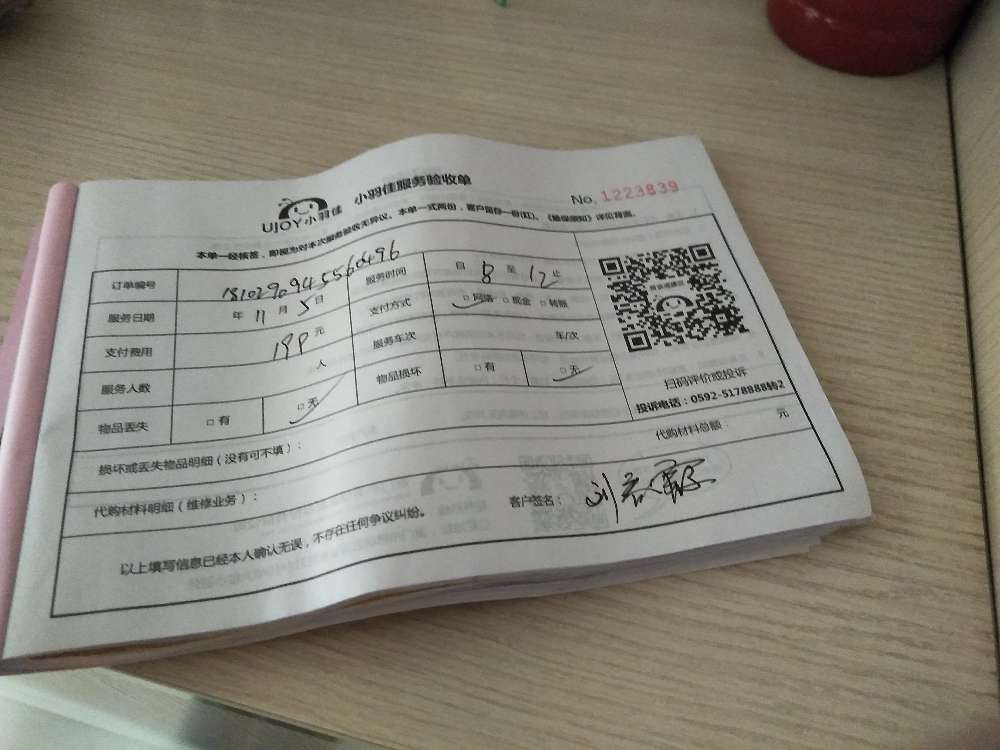 UJOY小羽佳 小羽佳服务验收单 No. 1223839
本单一经核签，即视为对本次服务验收无异议。本单一式两份，客户留存一份(红)，《验保须知》详见背面。
订单编号 1810290945560496 服务时间 自 8 至 12 止
服务日期 年 11 月 5 日 支付方式 □网络 □现金 □转账
支付费用 199 元 服务车次 车/次
服务人数 人 物品损坏 □有 □无
物品丢失 □有 □无
扫码评价或投诉
投诉电话：0592-5178888转2
损坏或丢失物品明细（没有可不填）：
代购材料明细（维修业务）： 代购材料总额： 元
以上填写信息已经本人确认无误，不存在任何争议纠纷。 客户签名：